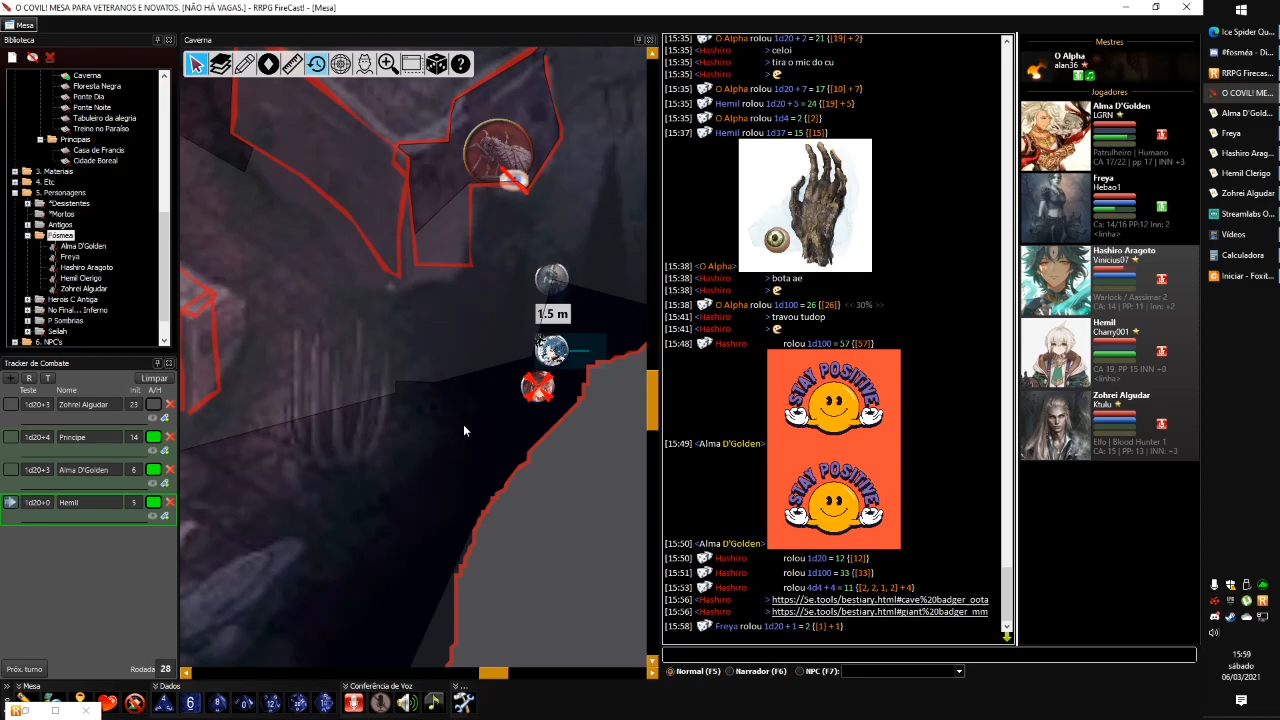 O COVIL! MESA PARA VETERANOS E NOVATOS. [NÃO HÁ VAGAS.] - RRPG FireCast! - [Mesa]
Mesa
Biblioteca
Caverna
Floresta Negra
Ponte Dia
Ponte Noite
Tabuleiro da alegria
Treino no Paraíso
Principais
Casa de Francis
Cidade Boreal
3. Materiais
4. Etc
5. Personagens
*Desistentes
*Mortos
Antigos
Fósmea
Alma D'Golden
Freya
Hashiro Aragoto
Hemil Clerigo
Zohrei Algudar
Herois C Antiga
No Final... Inferno
P Sombrias
Seilah
6. NPC's
Tracker de Combate
+ R T Limpar
Teste Nome Init. A/H
1d20+3 Zohrei Algudar 23
1d20+4 Principe 14
1d20+3 Alma D'Golden 6
1d20+0 Hemil 5
Próx. turno Rodada 28
Caverna
1.5 m
[15:35] O Alpha rolou 1d20 + 2 = 21 {[19] + 2}
[15:35] <Hashiro> > celoi
[15:35] <Hashiro> > tira o mic do cu
[15:35] <Hashiro> >
[15:35] O Alpha rolou 1d20 + 7 = 17 {[10] + 7}
[15:35] Hemil rolou 1d20 + 5 = 24 {[19] + 5}
[15:35] O Alpha rolou 1d4 = 2 {[2]}
[15:37] Hemil rolou 1d37 = 15 {[15]}
[15:38] <O Alpha>
[15:38] <Hashiro> > bota ae
[15:38] <Hashiro> >
[15:38] O Alpha rolou 1d100 = 26 {[26]} << 30% >>
[15:41] <Hashiro> > travou tudop
[15:41] <Hashiro> >
[15:48] Hashiro rolou 1d100 = 57 {[57]}
STAY POSITIVE
[15:49] <Alma D'Golden>
STAY POSITIVE
[15:50] <Alma D'Golden>
[15:50] Hashiro rolou 1d20 = 12 {[12]}
[15:51] Hashiro rolou 1d100 = 33 {[33]}
[15:53] Hashiro rolou 4d4 + 4 = 11 {[2, 2, 1, 2] + 4}
[15:56] <Hashiro> > https://5e.tools/bestiary.html#cave%20badger_oota
[15:56] <Hashiro> > https://5e.tools/bestiary.html#giant%20badger_mm
[15:58] Freya rolou 1d20 + 1 = 2 {[1] + 1}
Normal (F5) Narrador (F6) NPC (F7):
Mestres
O Alpha
alan36
Jogadores
Alma D'Golden
LGRN
Patrulheiro | Humano
CA 17/22 | pp 17 | INN +3
Freya
Hebao1
Ca: 14/16 PP:12 Inn: 2
<linha>
Hashiro Aragoto
Vinicius07
Warlock / Aassimar 2
CA: 14 | PP: 11 | Inn: +2
Hemil
Charry001
CA 19, PP 15 INN +0
<linha>
Zohrei Algudar
Ktulu
Elfo | Blood Hunter 1
CA: 15 | PP: 13 | INN: −3
Ice Spider Qu...
#fosméa - Di...
RRPG Firecas...
O COVIL! ME...
Alma D'Gold...
Freya
Hashiro Arag...
Hemil Clerigo
Zohrei Algudar
Streamlabs O...
Vídeos
Calculadora
Iniciar - Foxit...
15:59
sábado
06/03/2021
Mesa
Dados
Conferência de Voz
...